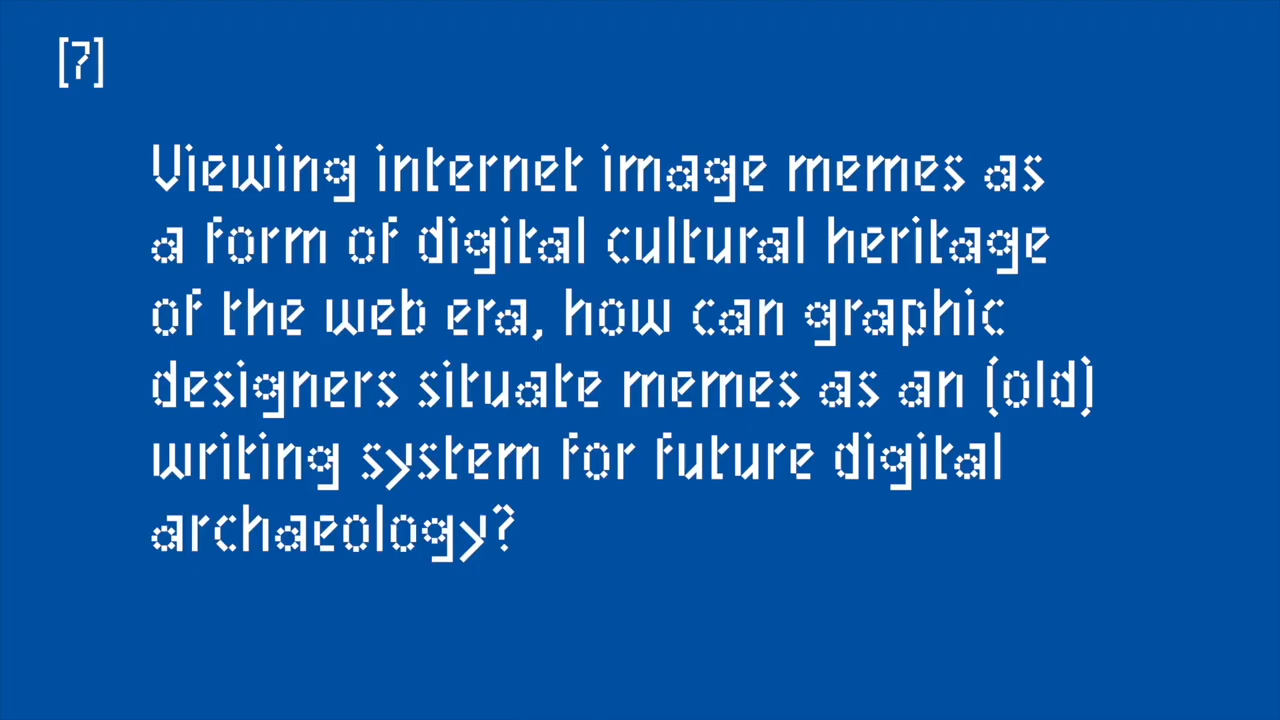 [7]
Viewing internet image memes as
a form of digital cultural heritage
of the web era, how can graphic
designers situate memes as an (old)
writing system for future digital
archaeology?